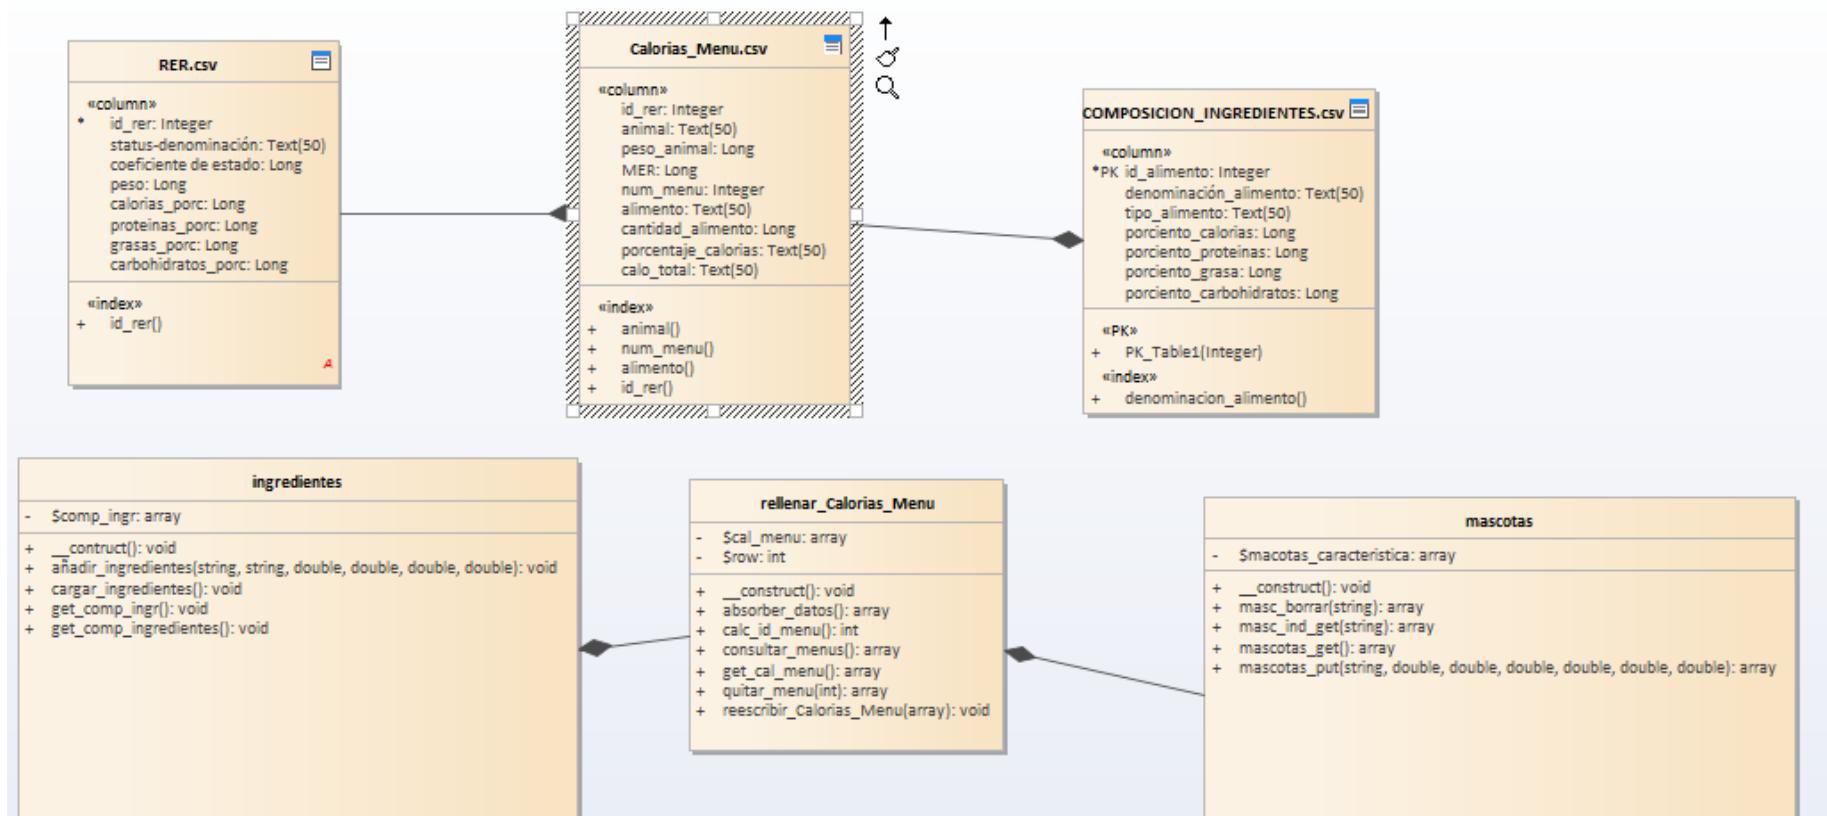 RER.csv
«column»
* id_rer: Integer
status-denominación: Text(50)
coeficiente de estado: Long
peso: Long
calorias_porc: Long
proteinas_porc: Long
grasas_porc: Long
carbohidratos_porc: Long
«index»
+ id_rer()
A
Calorias_Menu.csv
«column»
id_rer: Integer
animal: Text(50)
peso_animal: Long
MER: Long
num_menu: Integer
alimento: Text(50)
cantidad_alimento: Long
porcentaje_calorias: Text(50)
calo_total: Text(50)
«index»
+ animal()
+ num_menu()
+ alimento()
+ id_rer()
COMPOSICION_INGREDIENTES.csv
«column»
*PK id_alimento: Integer
denominación_alimento: Text(50)
tipo_alimento: Text(50)
porciento_calorias: Long
porciento_proteinas: Long
porciento_grasa: Long
porciento_carbohidratos: Long
«PK»
+ PK_Table1(Integer)
«index»
+ denominacion_alimento()
ingredientes
- $comp_ingr: array
+ __contruct(): void
+ añadir_ingredientes(string, string, double, double, double, double): void
+ cargar_ingredientes(): void
+ get_comp_ingr(): void
+ get_comp_ingredientes(): void
rellenar_Calorias_Menu
- $cal_menu: array
- $row: int
+ __construct(): void
+ absorber_datos(): array
+ calc_id_menu(): int
+ consultar_menus(): array
+ get_cal_menu(): array
+ quitar_menu(int): array
+ reescribir_Calorias_Menu(array): void
mascotas
- $macotas_caracteristica: array
+ __construct(): void
+ masc_borrar(string): array
+ masc_ind_get(string): array
+ mascotas_get(): array
+ mascotas_put(string, double, double, double, double, double, double): array